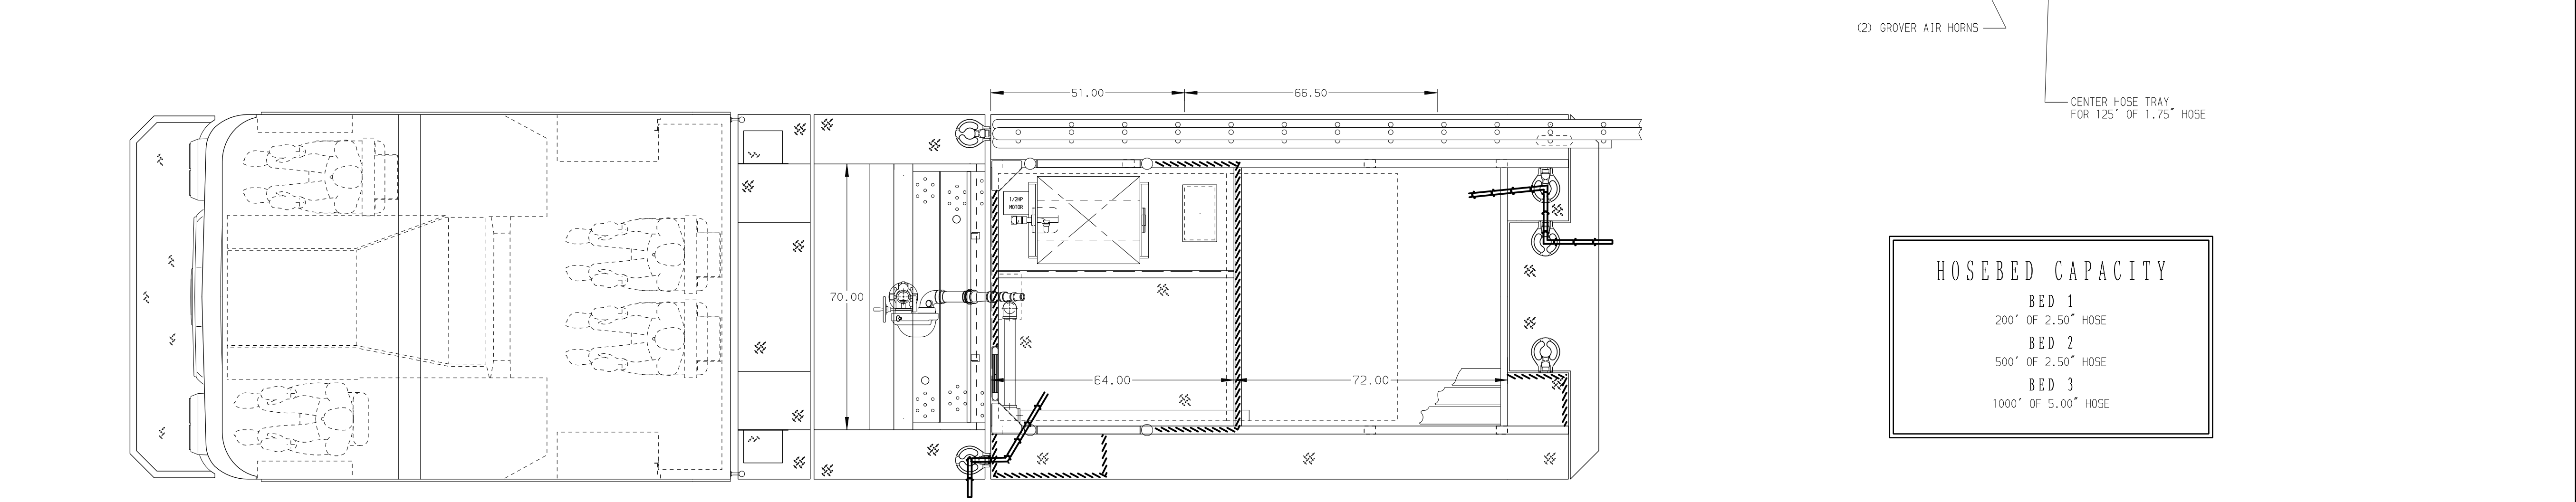 (2) GROVER AIR HORNS
CENTER HOSE TRAY
FOR 125' OF 1.75" HOSE
51.00
66.50
1/2HP
MOTOR
70.00
64.00
72.00
HOSEBED CAPACITY
BED 1
200' OF 2.50" HOSE
BED 2
500' OF 2.50" HOSE
BED 3
1000' OF 5.00" HOSE